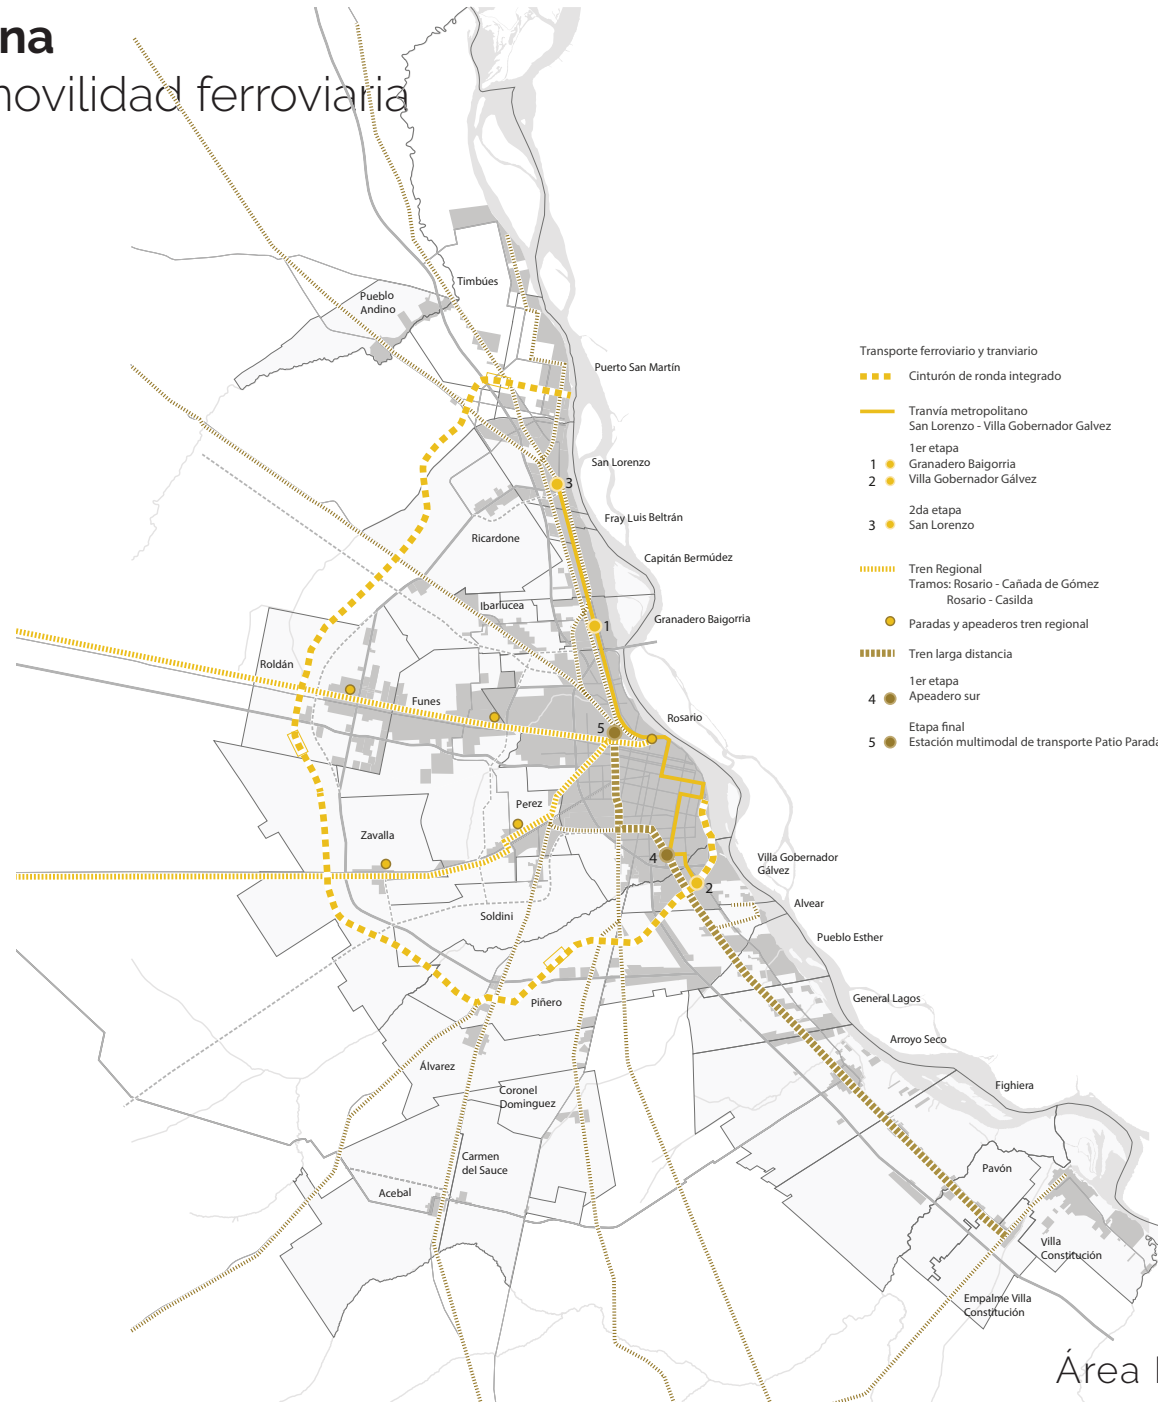 na
movilidad ferroviaria
Timbúes
Pueblo
Andino
Puerto San Martín
San Lorenzo
3
Fray Luis Beltrán
Ricardone
Capitán Bermúdez
Ibarlucea
Granadero Baigorria
1
Roldán
Funes
Rosario
5
Perez
Zavalla
4
Villa Gobernador
Gálvez
2
Alvear
Soldini
Pueblo Esther
Piñero
General Lagos
Arroyo Seco
Álvarez
Coronel
Dominguez
Fighiera
Carmen
del Sauce
Pavón
Acebal
Villa
Constitución
Empalme Villa
Constitución
Transporte ferroviario y tranviario
Cinturón de ronda integrado
Tranvía metropolitano
San Lorenzo - Villa Gobernador Galvez
1er etapa
1 Granadero Baigorria
2 Villa Gobernador Gálvez
2da etapa
3 San Lorenzo
Tren Regional
Tramos: Rosario - Cañada de Gómez
Rosario - Casilda
Paradas y apeaderos tren regional
Tren larga distancia
1er etapa
4 Apeadero sur
Etapa final
5 Estación multimodal de transporte Patio Parada
Área